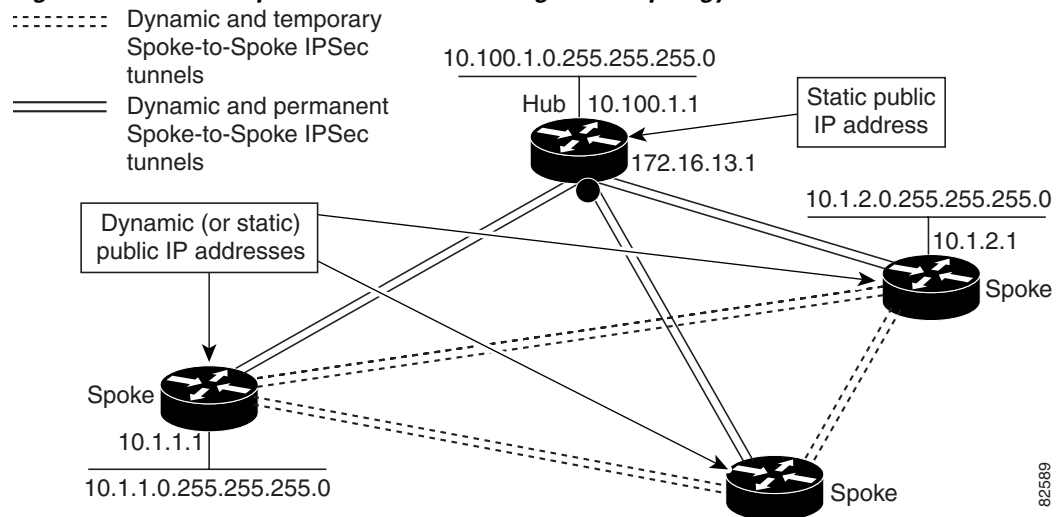 Dynamic and temporary
Spoke-to-Spoke IPSec
tunnels
Dynamic and permanent
Spoke-to-Spoke IPSec
tunnels
10.100.1.0.255.255.255.0
Hub
10.100.1.1
Static public
IP address
172.16.13.1
10.1.2.0.255.255.255.0
10.1.2.1
Dynamic (or static)
public IP addresses
Spoke
Spoke
10.1.1.1
10.1.1.0.255.255.255.0
Spoke
82589